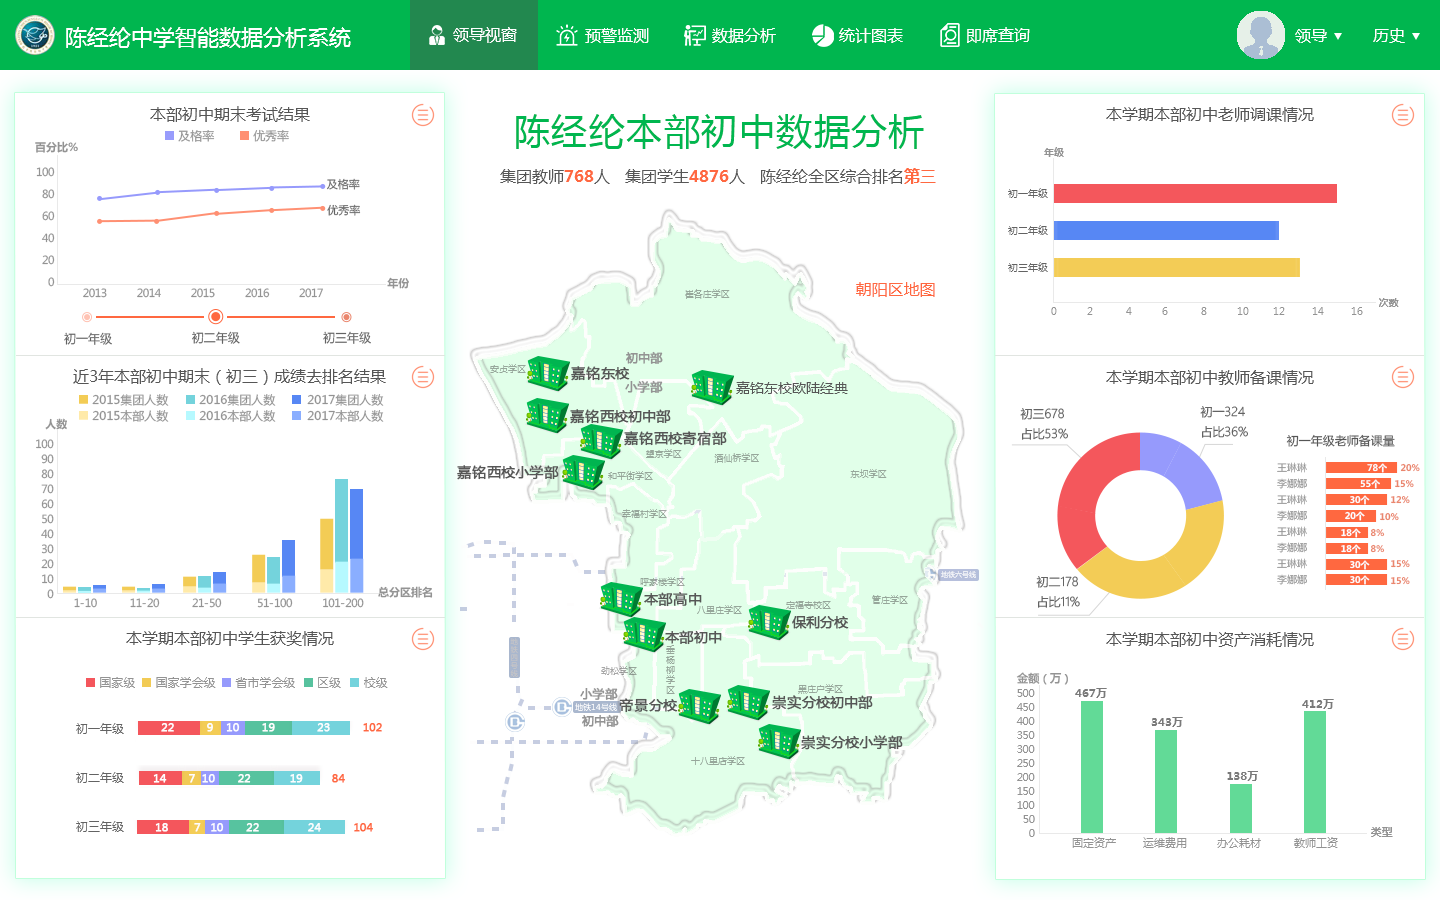 陈经纶中学智能数据分析系统
领导视窗
预警监测
数据分析
统计图表
即席查询
领导
历史
本部初中期末考试结果
及格率 优秀率
百分比%
100
80
60
40
20
0
及格率
优秀率
2013 2014 2015 2016 2017 年份
初一年级 初二年级 初三年级
近3年本部初中期末（初三）成绩去排名结果
2015集团人数 2016集团人数 2017集团人数
2015本部人数 2016本部人数 2017本部人数
人数
100
90
80
70
60
50
40
30
20
10
0
1-10 11-20 21-50 51-100 101-200 总分区排名
本学期本部初中学生获奖情况
国家级 国家学会级 省市学会级 区级 校级
初一年级 22 9 10 19 23 102
初二年级 14 7 10 22 19 84
初三年级 18 7 10 22 24 104
陈经纶本部初中数据分析
集团教师768人 集团学生4876人 陈经纶全区综合排名第三
朝阳区地图
崔各庄学区
安贞学区
初中部
小学部
嘉铭东校
嘉铭东校欧陆经典
嘉铭西校初中部
嘉铭西校寄宿部
嘉铭西校小学部
望京学区
酒仙桥学区
和平街学区
东坝学区
幸福村学区
地铁六号线
呼家楼学区
本部高中
八里庄学区
定福寺校区
管庄学区
保利分校
本部初中
垂杨柳学区
劲松学区
黑庄户学区
小学部
地铁14号线
初中部
帝景分校
崇实分校初中部
崇实分校小学部
十八里店学区
本学期本部初中老师调课情况
年级
初一年级
初二年级
初三年级
0 2 4 6 8 10 12 14 16 次数
本学期本部初中教师备课情况
初三678
占比53%
初一324
占比36%
初二178
占比11%
初一年级老师备课量
王琳琳 78个 20%
李娜娜 55个 15%
王琳琳 30个 12%
李娜娜 20个 10%
王琳琳 18个 8%
李娜娜 18个 8%
王琳琳 30个 15%
李娜娜 30个 15%
本学期本部初中资产消耗情况
金额（万）
500
450
400
350
300
250
200
150
100
50
0
467万
343万
138万
412万
固定资产 运维费用 办公耗材 教师工资 类型